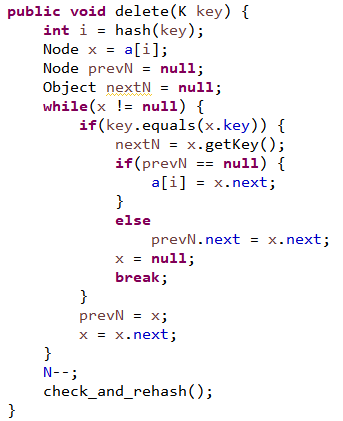 public void delete(K key) {
    int i = hash(key);
    Node x = a[i];
    Node prevN = null;
    Object nextN = null;
    while(x != null) {
        if(key.equals(x.key)) {
            nextN = x.getKey();
            if(prevN == null) {
                a[i] = x.next;
            }
            else
                prevN.next = x.next;
            x = null;
            break;
        }
        prevN = x;
        x = x.next;
    }
    N--;
    check_and_rehash();
}